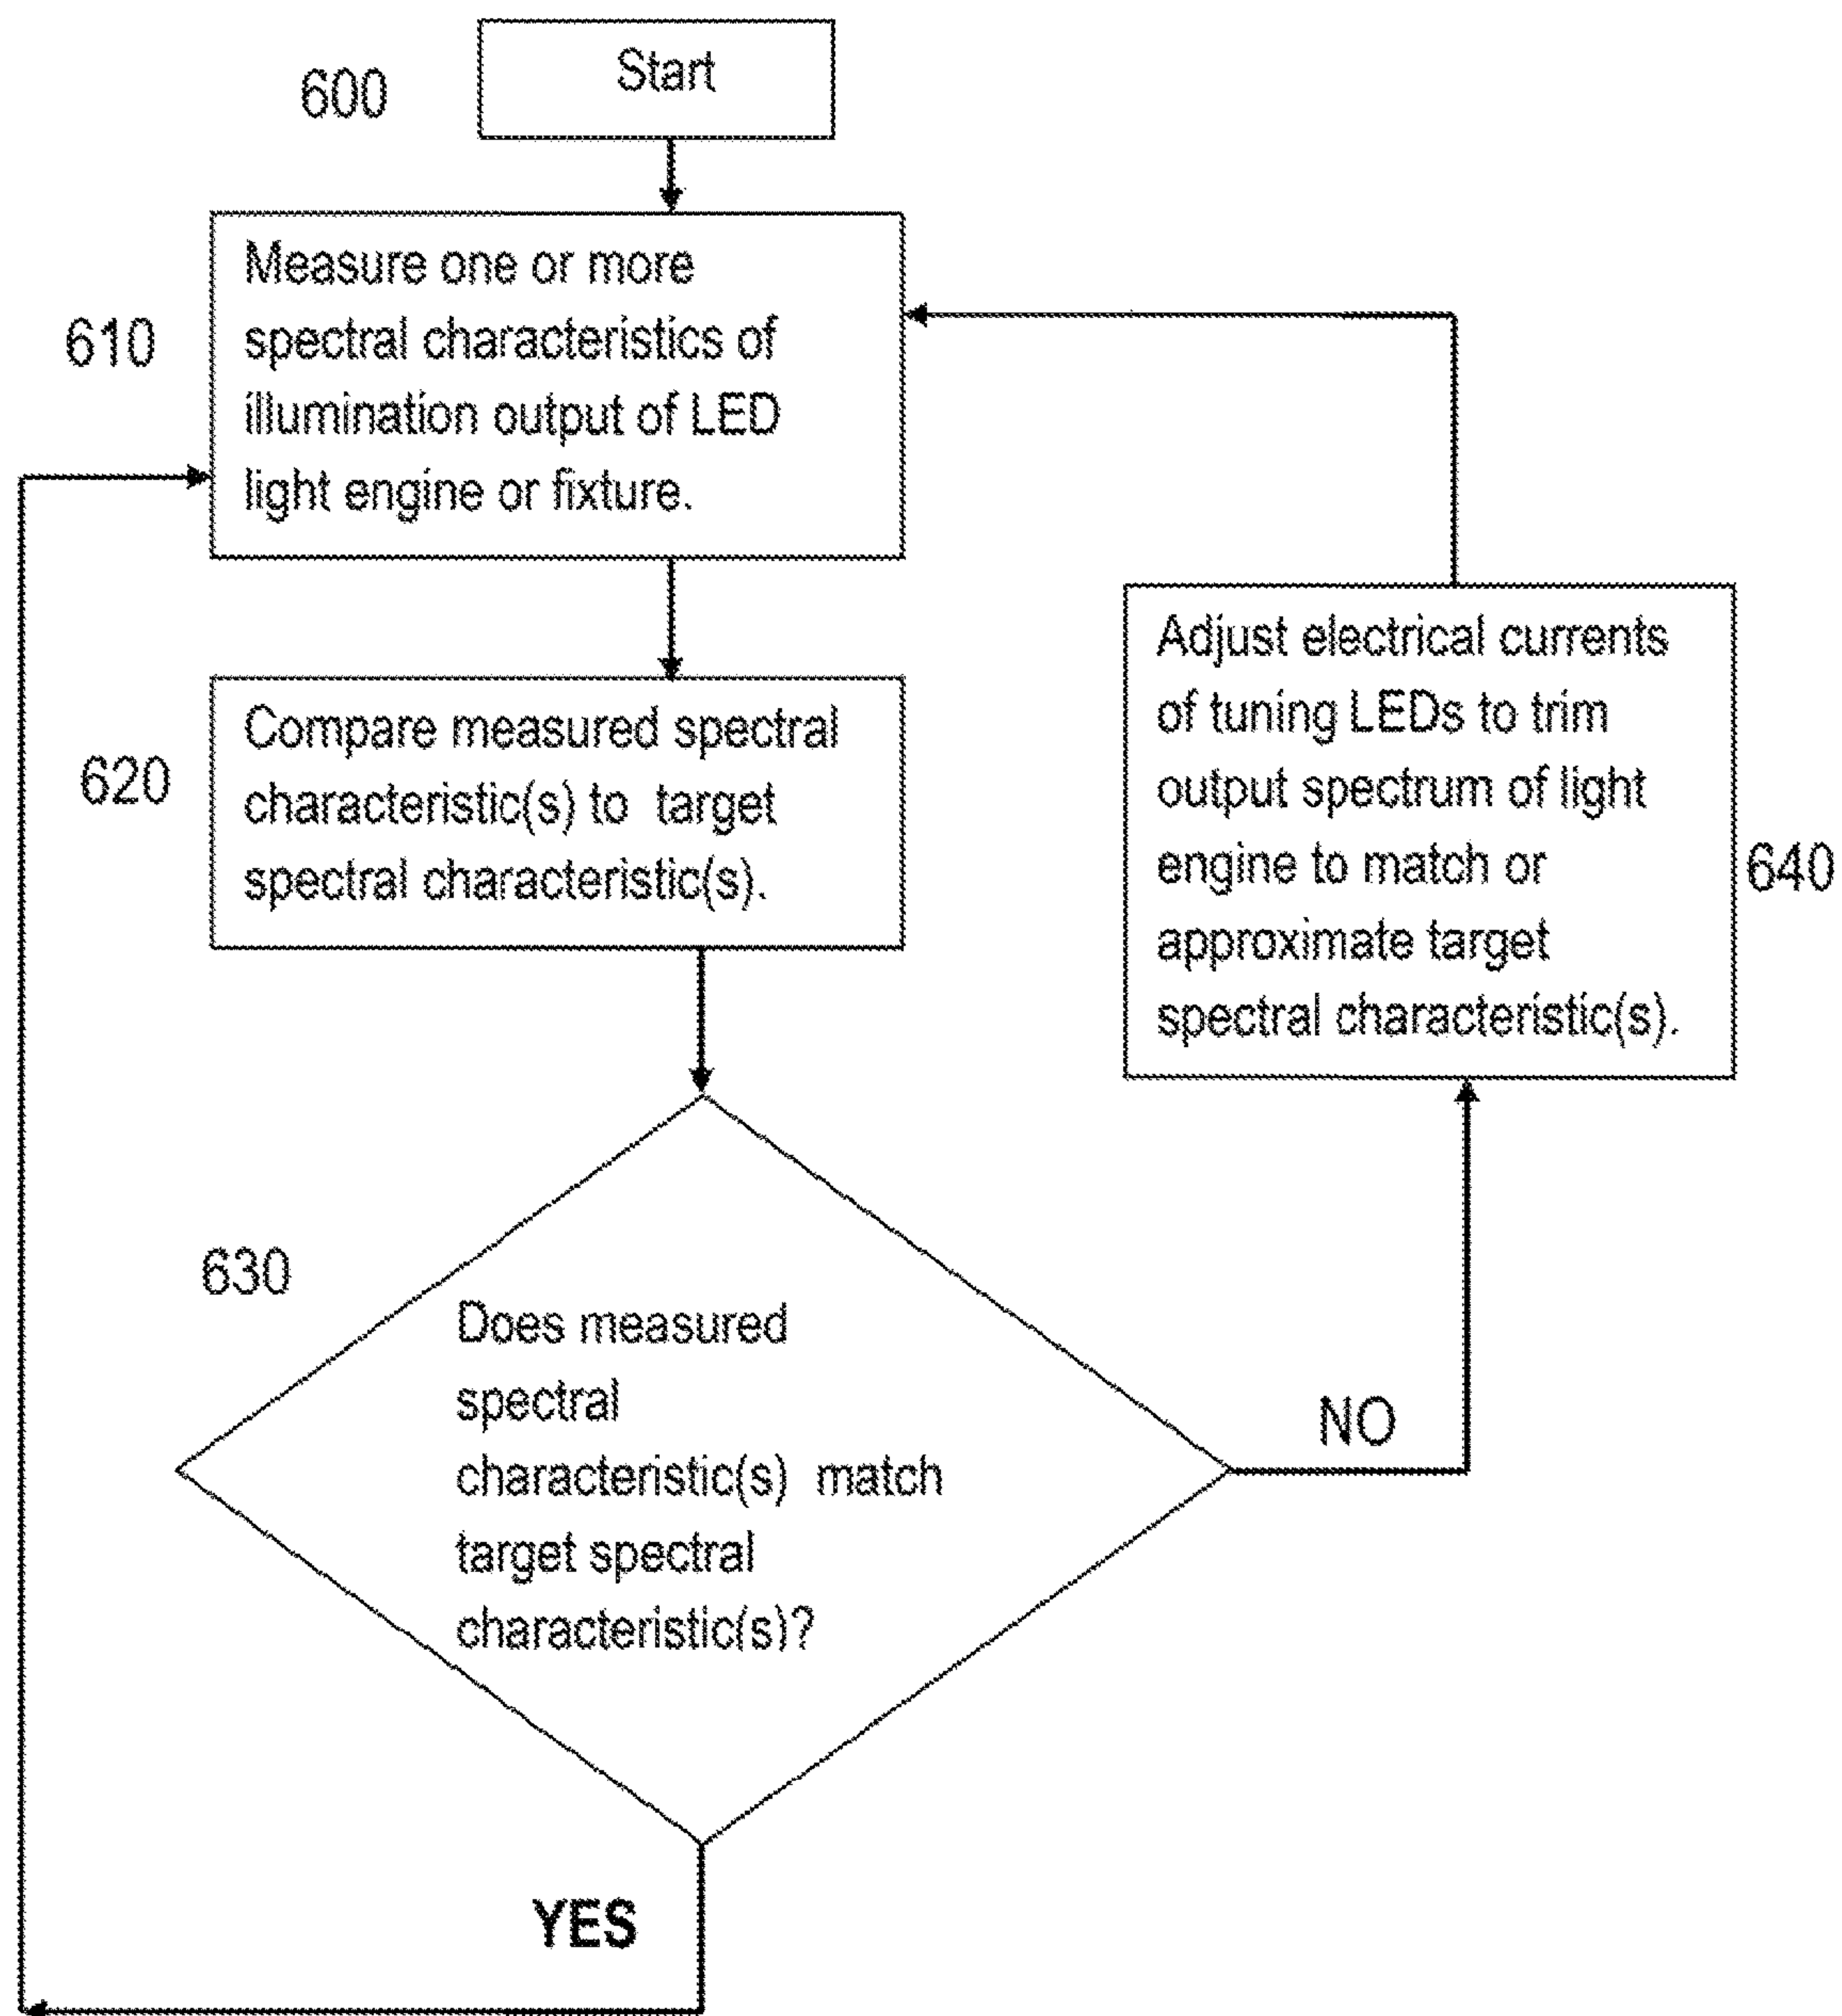 600
Start
610
Measure one or more
spectral characteristics of
illumination output of LED
light engine or fixture.
620
Compare measured spectral
characteristic(s) to target
spectral characteristic(s).
630
Does measured
spectral
characteristic(s) match
target spectral
characteristic(s)?
NO
YES
Adjust electrical currents
of tuning LEDs to trim
output spectrum of light
engine to match or
approximate target
spectral characteristic(s).
640